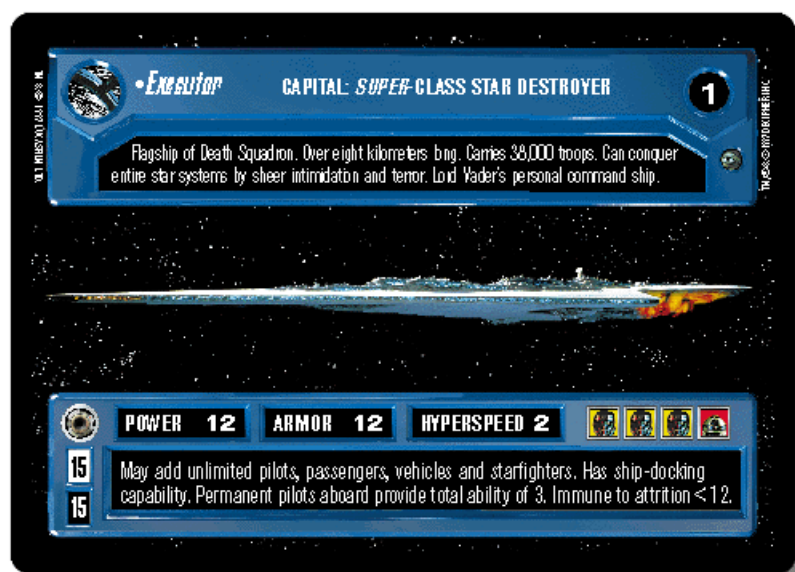 •Executor
CAPITAL: SUPER-CLASS STAR DESTROYER
1
Flagship of Death Squadron. Over eight kilometers long. Carries 38,000 troops. Can conquer
entire star systems by sheer intimidation and terror. Lord Vader's personal command ship.
POWER 12 ARMOR 12 HYPERSPEED 2
15
May add unlimited pilots, passengers, vehicles and starfighters. Has ship-docking
capability. Permanent pilots aboard provide total ability of 3. Immune to attrition < 12.
15